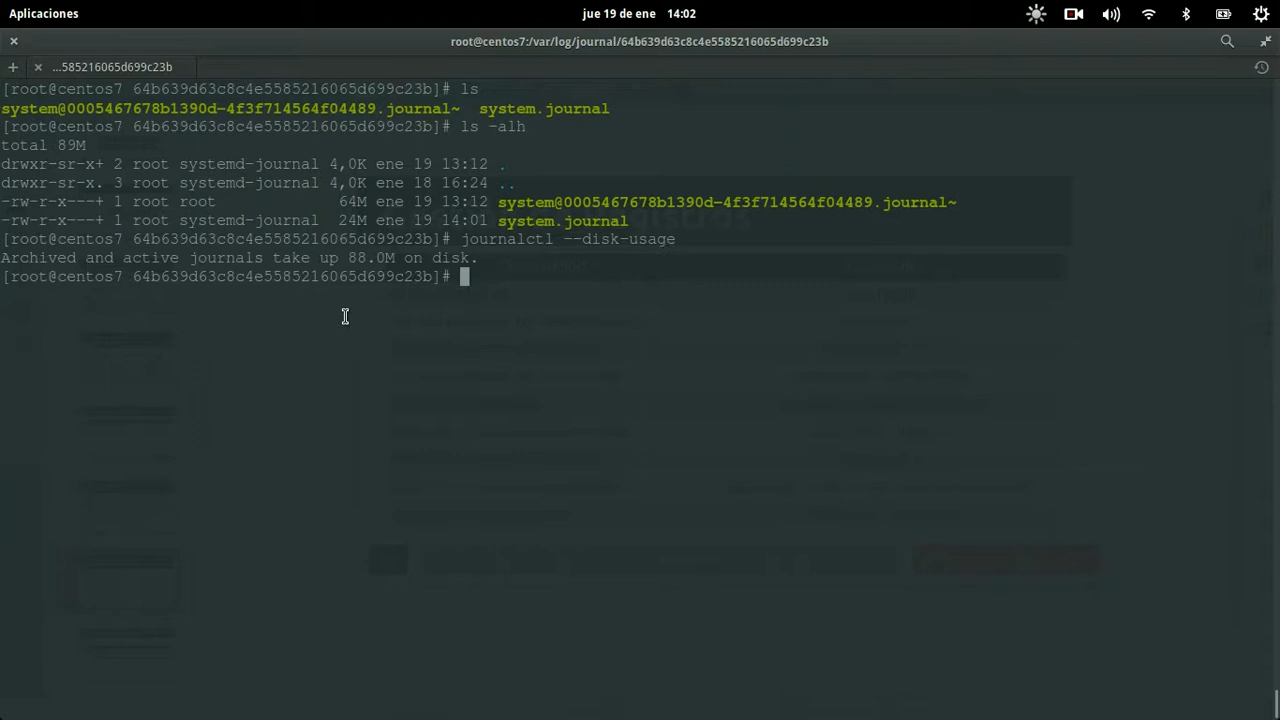 Aplicaciones
jue 19 de ene 14:02
root@centos7:/var/log/journal/64b639d63c8c4e5585216065d699c23b
...585216065d699c23b
[root@centos7 64b639d63c8c4e5585216065d699c23b]# ls
system@0005467678b1390d-4f3f714564f04489.journal~ system.journal
[root@centos7 64b639d63c8c4e5585216065d699c23b]# ls -alh
total 89M
drwxr-sr-x+ 2 root systemd-journal 4,0K ene 19 13:12 .
drwxr-sr-x. 3 root systemd-journal 4,0K ene 18 16:24 ..
-rw-r-x---+ 1 root root 64M ene 19 13:12 system@0005467678b1390d-4f3f714564f04489.journal~
-rw-r-x---+ 1 root systemd-journal 24M ene 19 14:01 system.journal
[root@centos7 64b639d63c8c4e5585216065d699c23b]# journalctl --disk-usage
Archived and active journals take up 88.0M on disk.
[root@centos7 64b639d63c8c4e5585216065d699c23b]#